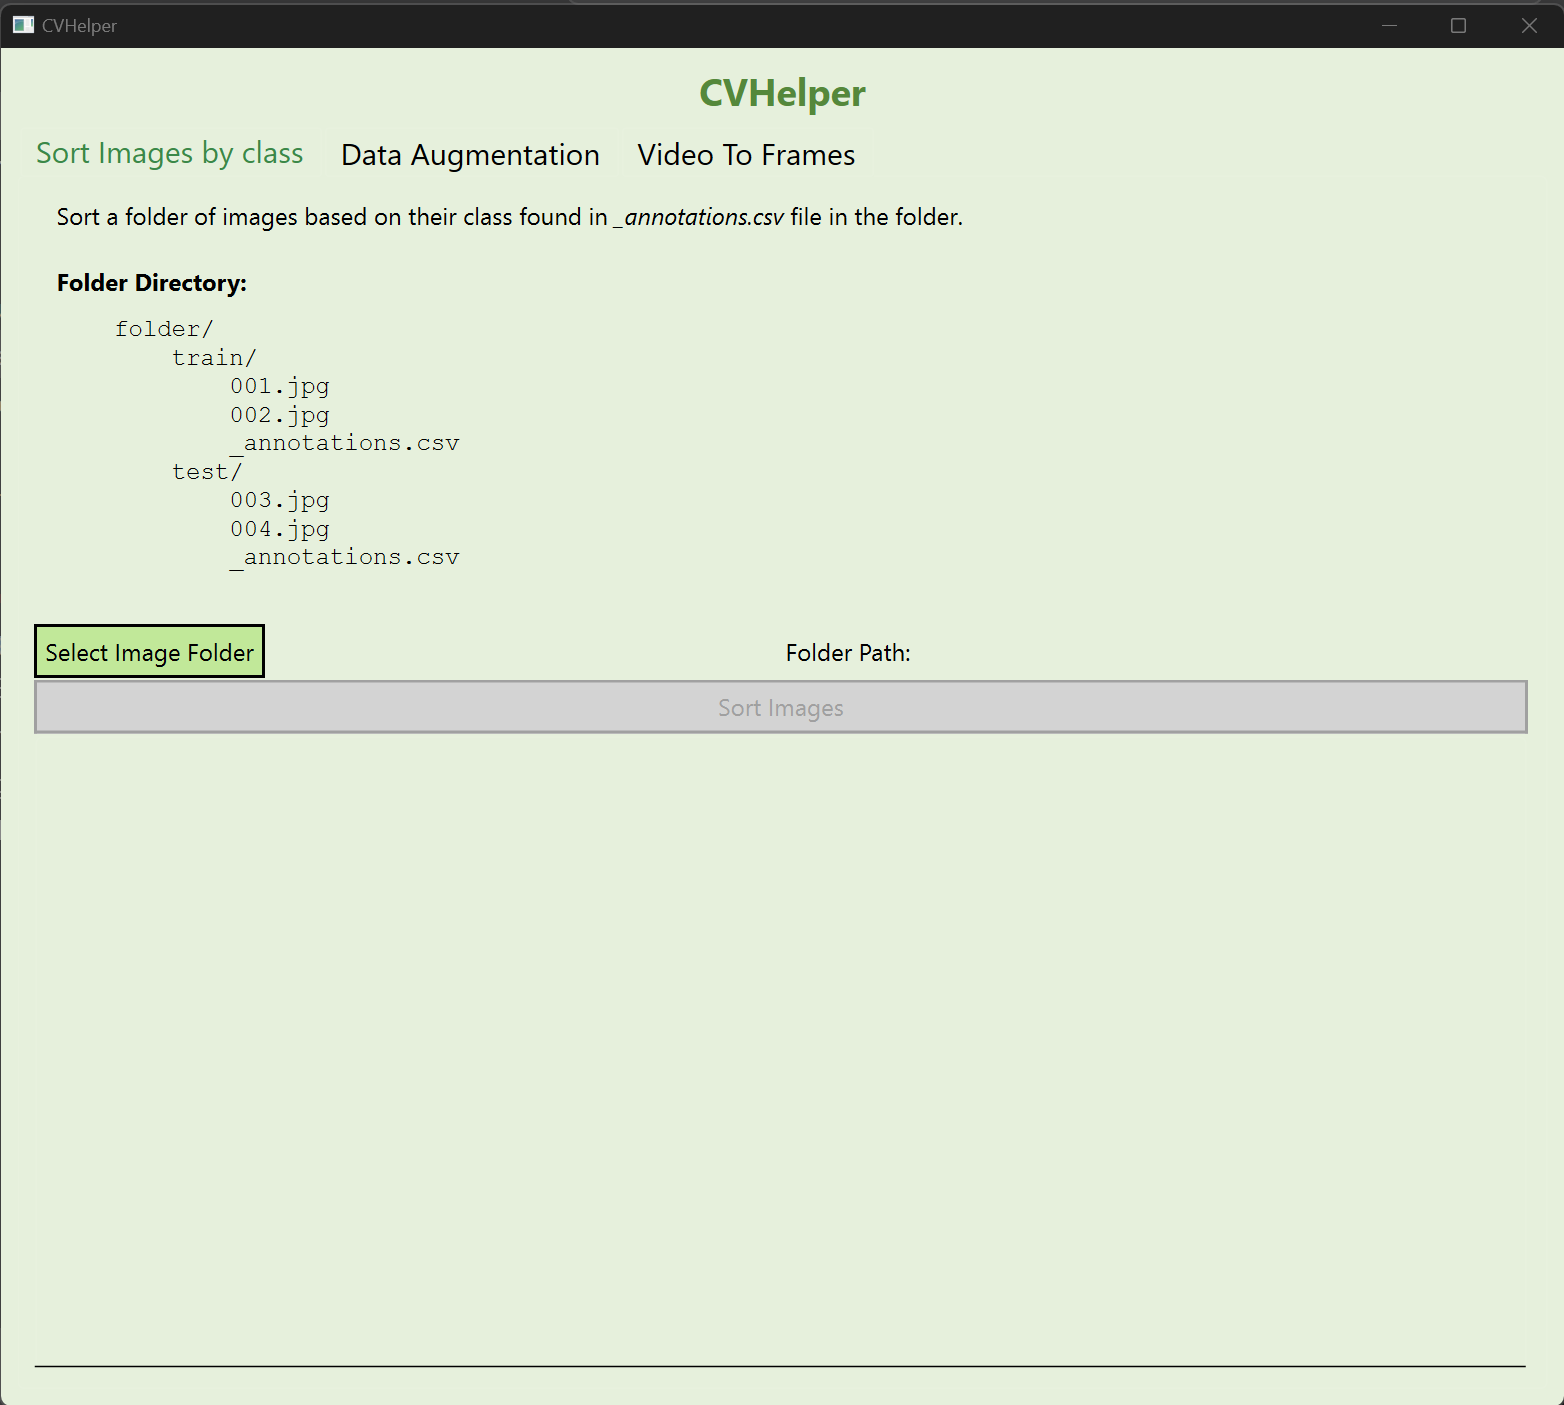 CVHelper
CVHelper
Sort Images by class Data Augmentation Video To Frames
Sort a folder of images based on their class found in _annotations.csv file in the folder.
Folder Directory:
folder/
train/
001.jpg
002.jpg
_annotations.csv
test/
003.jpg
004.jpg
_annotations.csv
Select Image Folder Folder Path:
Sort Images